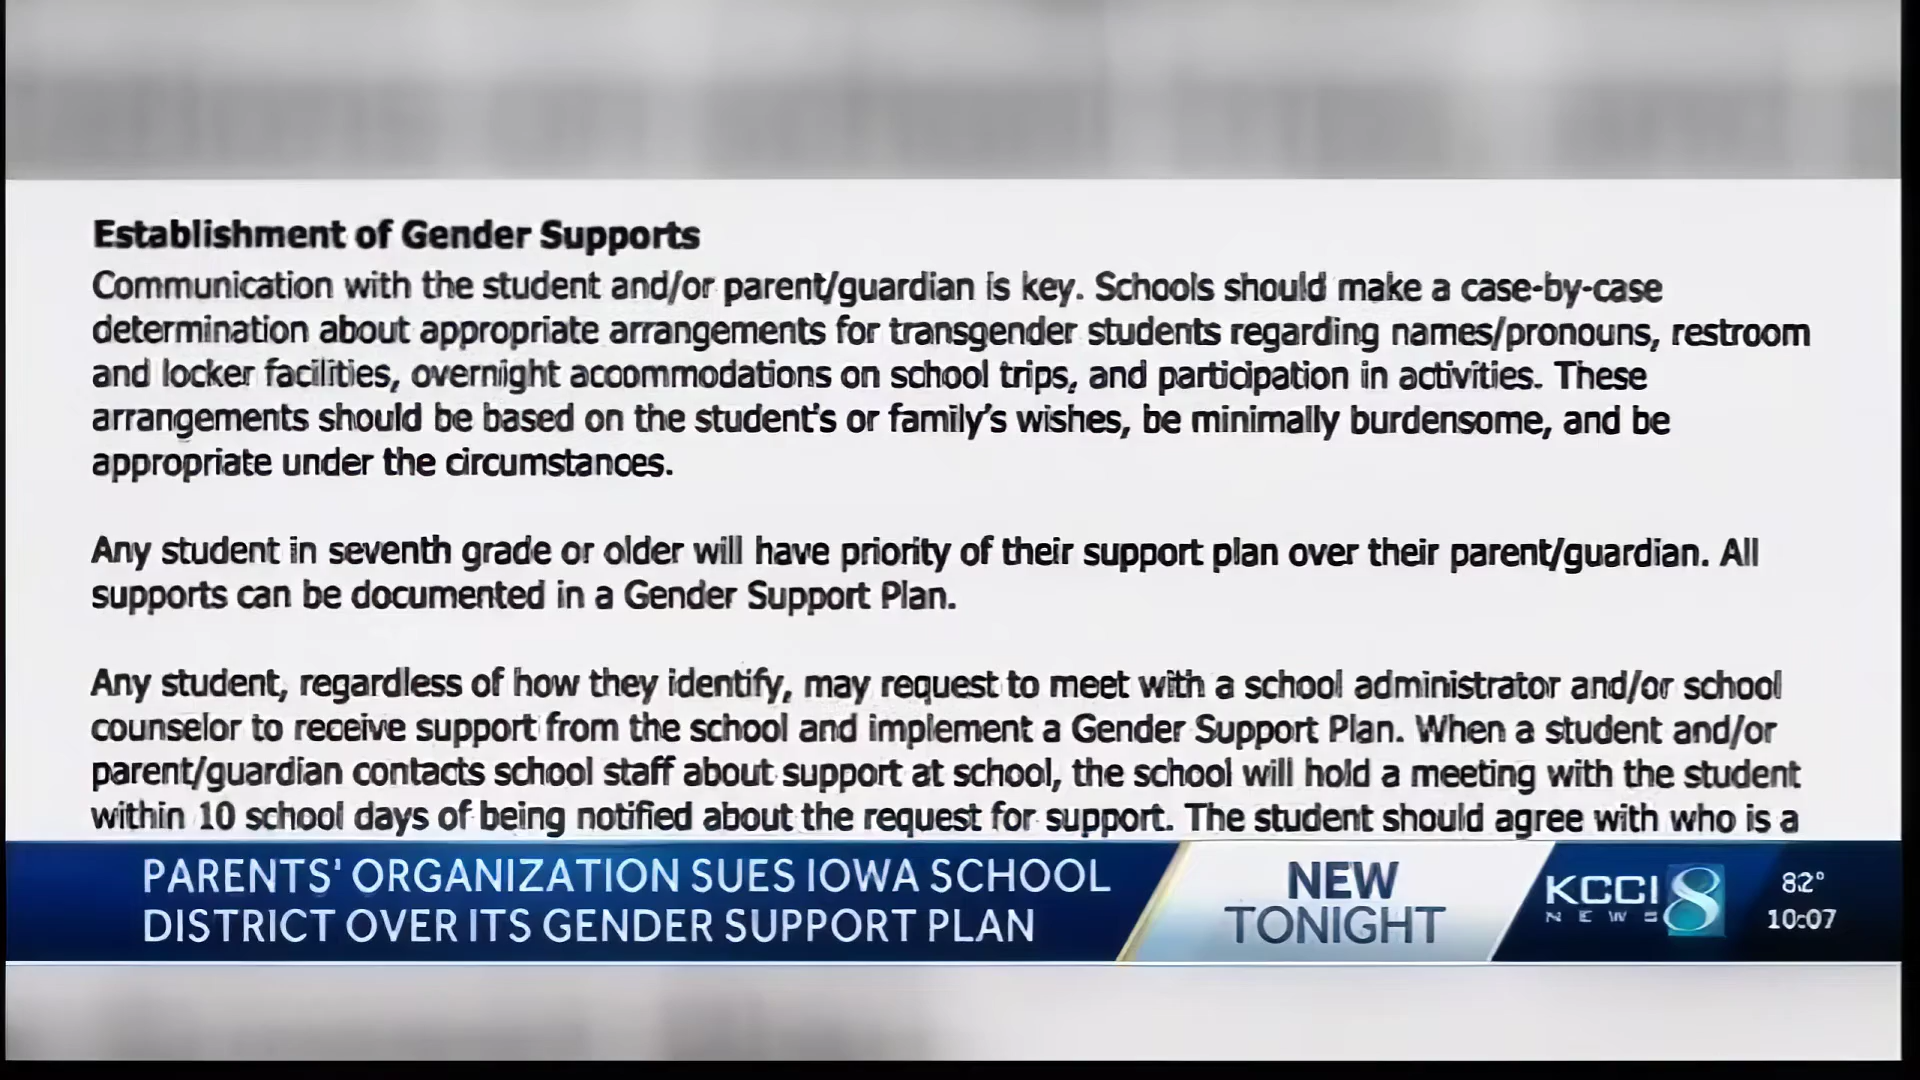 Establishment of Gender Supports
Communication with the student and/or parent/guardian is key. Schools should make a case-by-case
determination about appropriate arrangements for transgender students regarding names/pronouns, restroom
and locker facilities, overnight accommodations on school trips, and participation in activities. These
arrangements should be based on the student's or family's wishes, be minimally burdensome, and be
appropriate under the circumstances.
Any student in seventh grade or older will have priority of their support plan over their parent/guardian. All
supports can be documented in a Gender Support Plan.
Any student, regardless of how they identify, may request to meet with a school administrator and/or school
counselor to receive support from the school and implement a Gender Support Plan. When a student and/or
parent/guardian contacts school staff about support at school, the school will hold a meeting with the student
within 10 school days of being notified about the request for support. The student should agree with who is a
PARENTS' ORGANIZATION SUES IOWA SCHOOL
DISTRICT OVER ITS GENDER SUPPORT PLAN
NEW
TONIGHT
KCCI 8
NEWS
82°
10:07